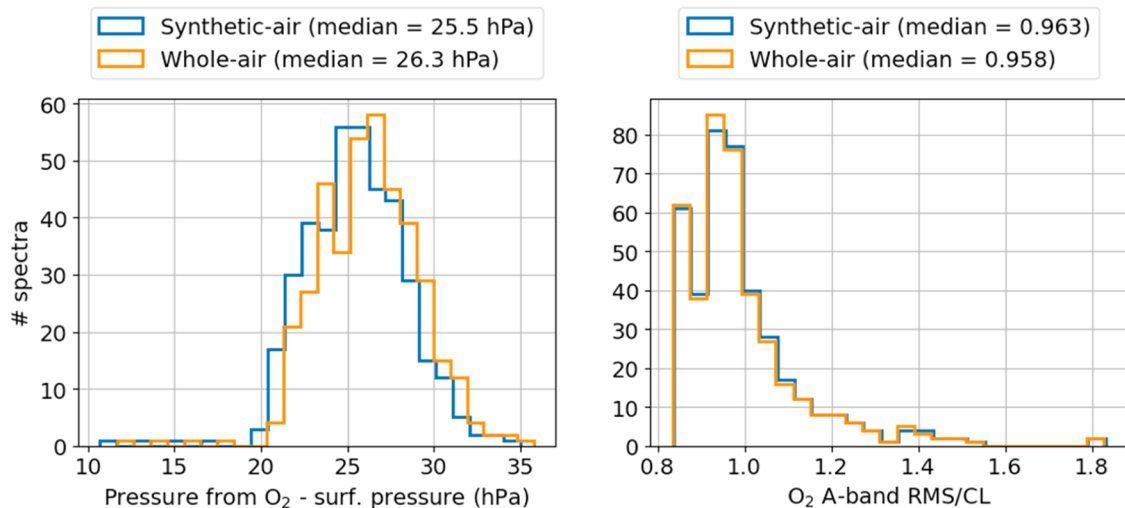 Synthetic-air (median = 25.5 hPa)
Whole-air (median = 26.3 hPa)
# spectra
60
50
40
30
20
10
0
10 15 20 25 30 35
Pressure from O₂ - surf. pressure (hPa)
Synthetic-air (median = 0.963)
Whole-air (median = 0.958)
80
70
60
50
40
30
20
10
0
0.8 1.0 1.2 1.4 1.6 1.8
O₂ A-band RMS/CL